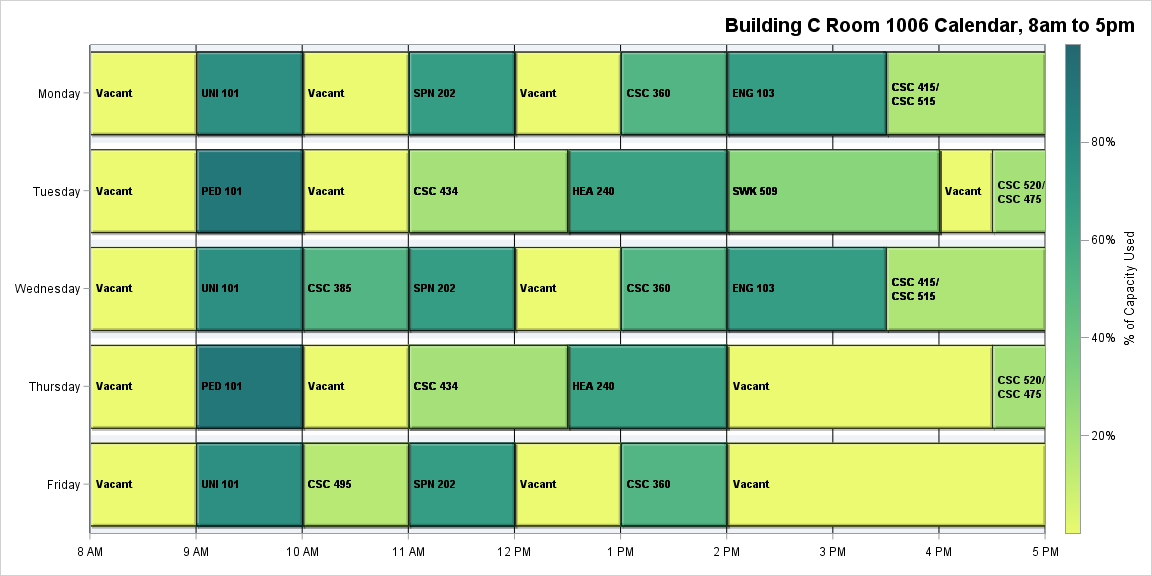 Building C Room 1006 Calendar, 8am to 5pm
Monday
Vacant
UNI 101
Vacant
SPN 202
Vacant
CSC 360
ENG 103
CSC 415/
CSC 515
Tuesday
Vacant
PED 101
Vacant
CSC 434
HEA 240
SWK 509
Vacant
CSC 520/
CSC 475
Wednesday
Vacant
UNI 101
CSC 385
SPN 202
Vacant
CSC 360
ENG 103
CSC 415/
CSC 515
Thursday
Vacant
PED 101
Vacant
CSC 434
HEA 240
Vacant
CSC 520/
CSC 475
Friday
Vacant
UNI 101
CSC 495
SPN 202
Vacant
CSC 360
Vacant
8 AM
9 AM
10 AM
11 AM
12 PM
1 PM
2 PM
3 PM
4 PM
5 PM
80%
60%
40%
20%
% of Capacity Used